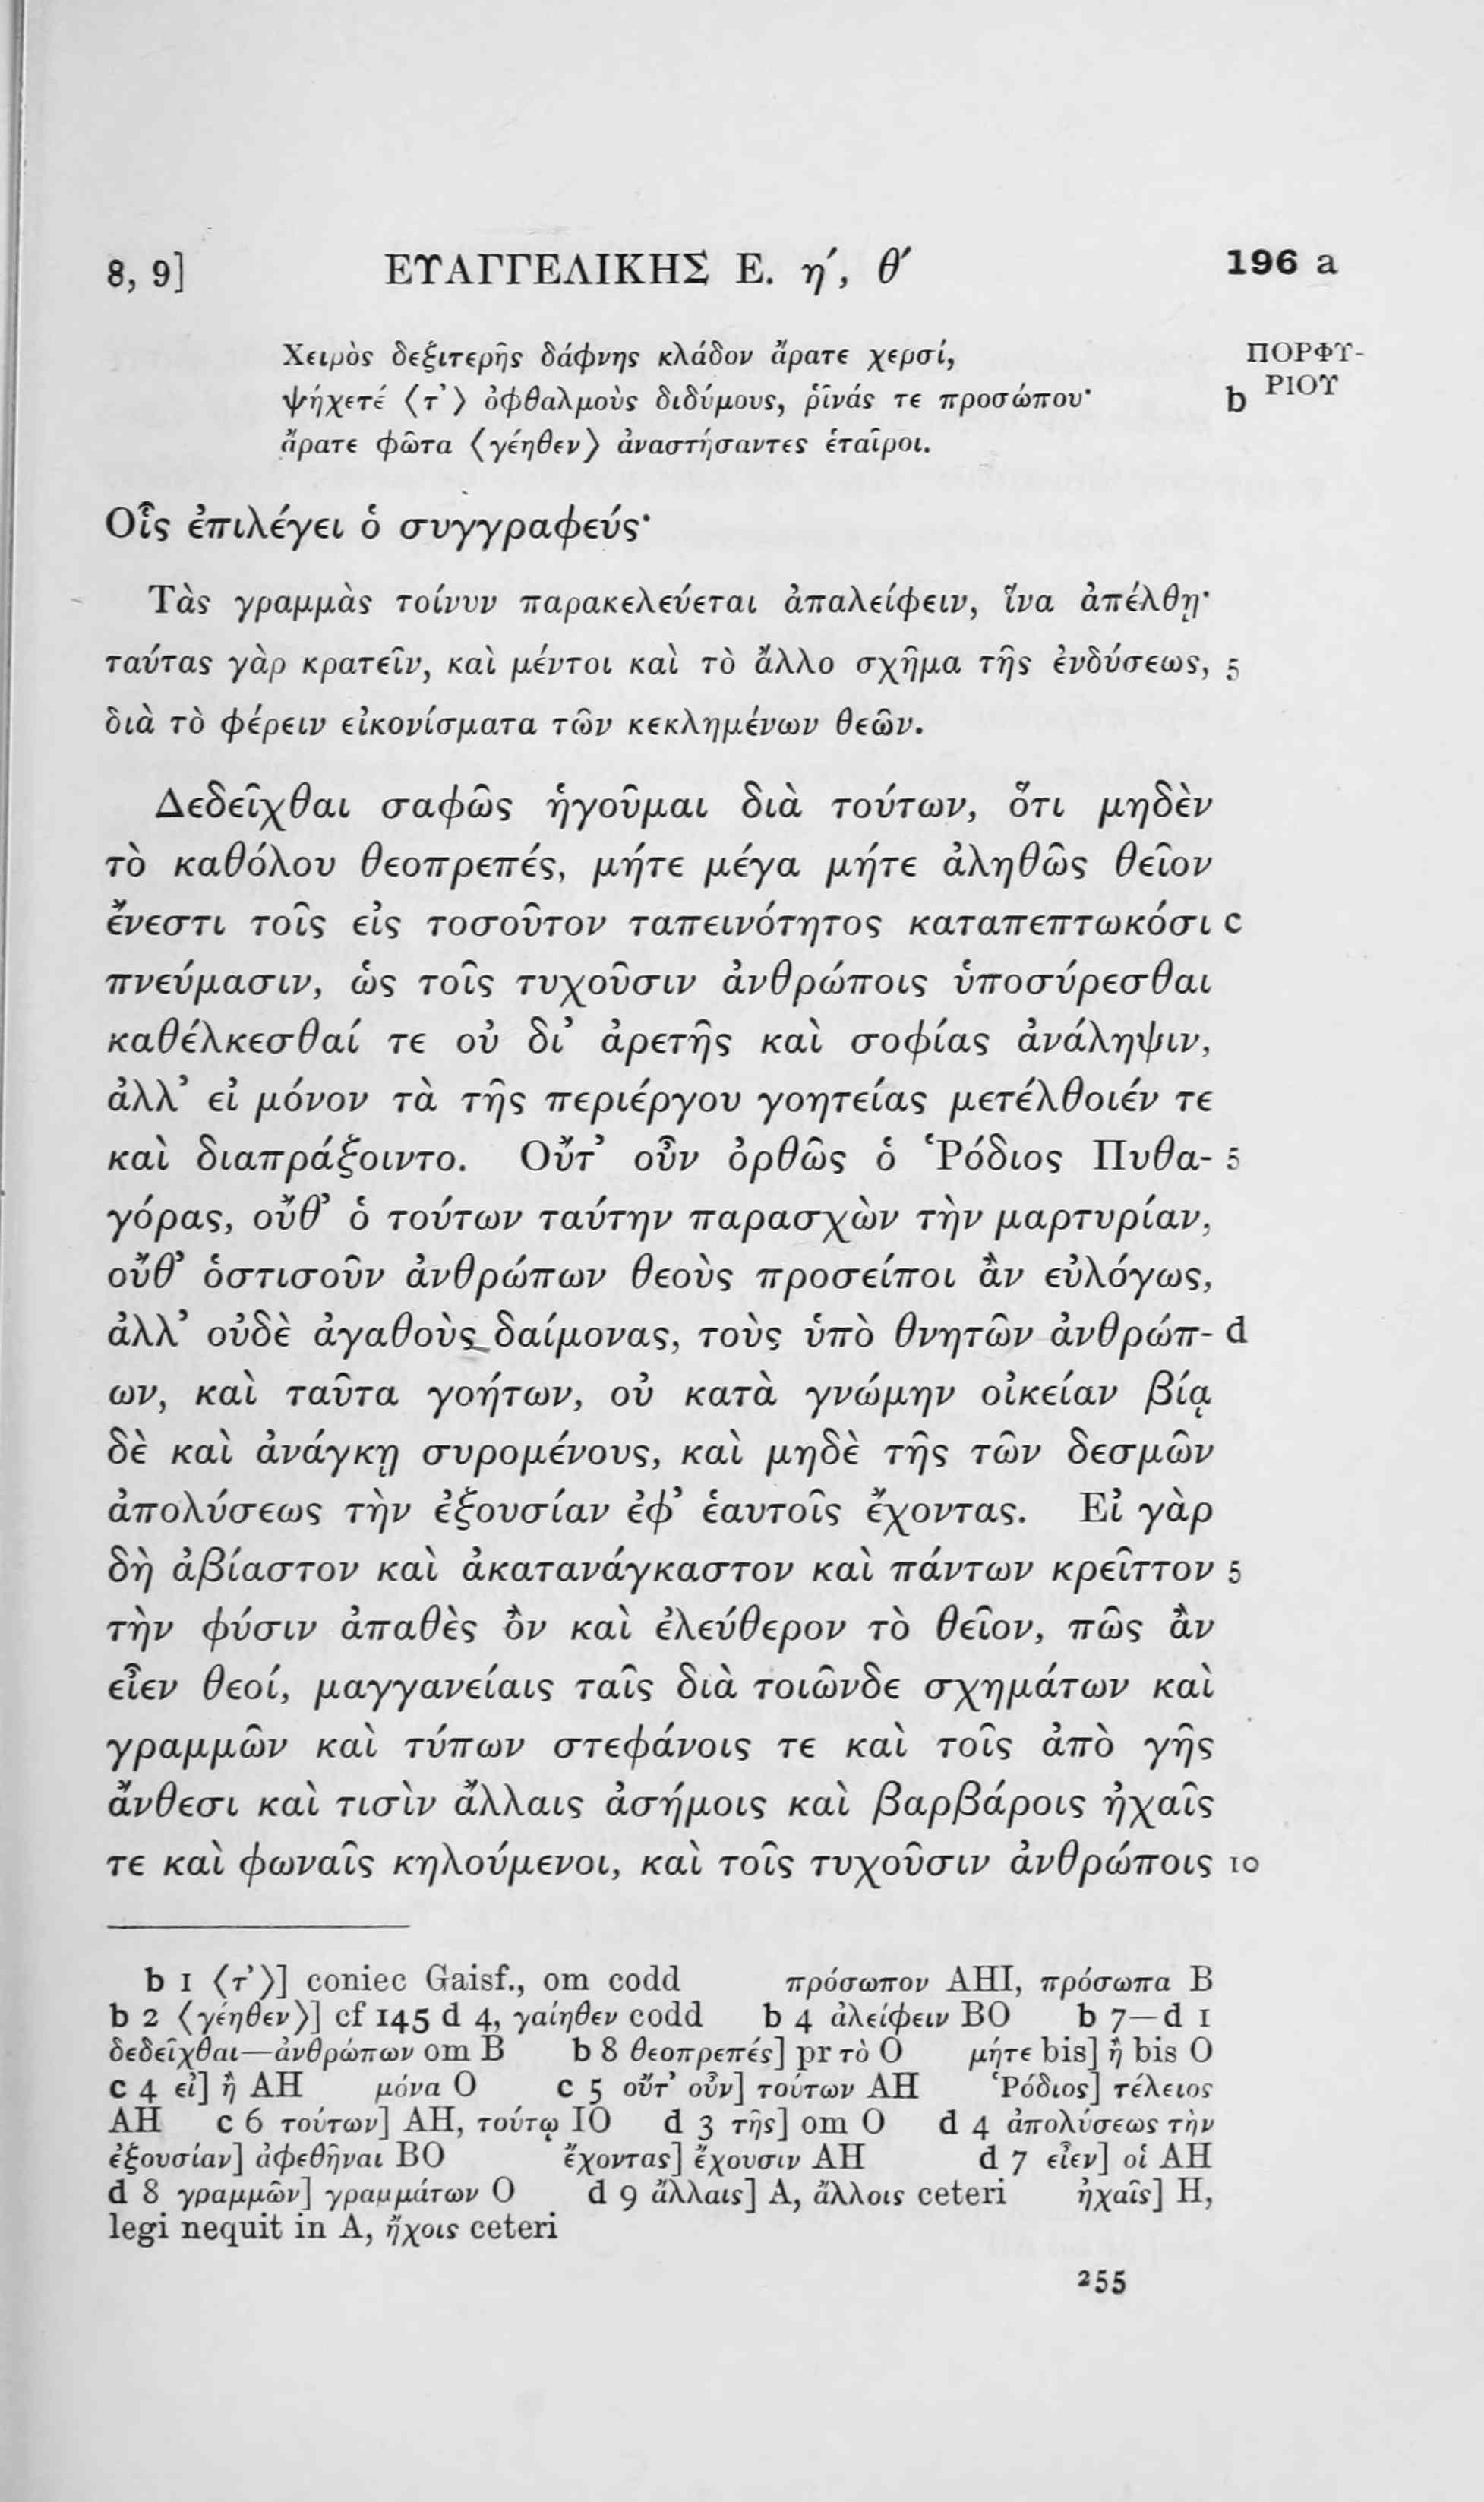 8, 9] ΕΥΑΓΓΕΛΙΚΗΣ Ε. η΄, θ΄ 196 a
Χειρὸς δεξιτερῆς δάφνης κλάδον ἄρατε χερσί, ΠΟΡΦΥ-
ψήχετέ ⟨τ’⟩ ὀφθαλμοὺς διδύμους, ῥῖνάς τε προσώπου· b ΡΙΟΥ
ἄρατε φῶτα ⟨γέηθεν⟩ ἀναστήσαντες ἑταῖροι.
Οἷς ἐπιλέγει ὁ συγγραφεύς·
Τὰς γραμμὰς τοίνυν παρακελεύεται ἀπαλείφειν, ἵνα ἀπέλθῃ·
ταύτας γὰρ κρατεῖν, καὶ μέντοι καὶ τὸ ἄλλο σχῆμα τῆς ἐνδύσεως, 5
διὰ τὸ φέρειν εἰκονίσματα τῶν κεκλημένων θεῶν.
Δεδεῖχθαι σαφῶς ἡγοῦμαι διὰ τούτων, ὅτι μηδὲν
τὸ καθόλου θεοπρεπές, μήτε μέγα μήτε ἀληθῶς θεῖον
ἔνεστι τοῖς εἰς τοσοῦτον ταπεινότητος καταπεπτωκόσι c
πνεύμασιν, ὡς τοῖς τυχοῦσιν ἀνθρώποις ὑποσύρεσθαι
καθέλκεσθαί τε οὐ δι’ ἀρετῆς καὶ σοφίας ἀνάληψιν,
ἀλλ’ εἰ μόνον τὰ τῆς περιέργου γοητείας μετέλθοιέν τε
καὶ διαπράξοιντο. Οὔτ’ οὖν ὀρθῶς ὁ Ῥόδιος Πυθα- 5
γόρας, οὔθ’ ὁ τούτων ταύτην παρασχὼν τὴν μαρτυρίαν,
οὔθ’ ὁστισοῦν ἀνθρώπων θεοὺς προσείποι ἂν εὐλόγως,
ἀλλ’ οὐδὲ ἀγαθοὺς δαίμονας, τοὺς ὑπὸ θνητῶν ἀνθρώπ- d
ων, καὶ ταῦτα γοήτων, οὐ κατὰ γνώμην οἰκείαν βίᾳ
δὲ καὶ ἀνάγκῃ συρομένους, καὶ μηδὲ τῆς τῶν δεσμῶν
ἀπολύσεως τὴν ἐξουσίαν ἐφ’ ἑαυτοῖς ἔχοντας. Εἰ γὰρ
δὴ ἀβίαστον καὶ ἀκατανάγκαστον καὶ πάντων κρεῖττον 5
τὴν φύσιν ἀπαθὲς ὂν καὶ ἐλεύθερον τὸ θεῖον, πῶς ἂν
εἶεν θεοί, μαγγανείαις ταῖς διὰ τοιῶνδε σχημάτων καὶ
γραμμῶν καὶ τύπων στεφάνοις τε καὶ τοῖς ἀπὸ γῆς
ἄνθεσι καὶ τισὶν ἄλλαις ἀσήμοις καὶ βαρβάροις ἠχαῖς
τε καὶ φωναῖς κηλούμενοι, καὶ τοῖς τυχοῦσιν ἀνθρώποις 10
b 1 ⟨τ’⟩] coniec Gaisf., om codd πρόσωπον AHI, πρόσωπα B
b 2 ⟨γέηθεν⟩] cf 145 d 4, γαίηθεν codd b 4 ἀλείφειν BO b 7—d 1
δεδεῖχθαι—ἀνθρώπων om B b 8 θεοπρεπές] pr τὸ O μήτε bis] ἢ bis O
c 4 εἰ] ἢ AH μόνα O c 5 οὔτ’ οὖν] τούτων AH Ῥόδιος] τέλειος
AH c 6 τούτων] AH, τούτῳ IO d 3 τῆς] om O d 4 ἀπολύσεως τὴν
ἐξουσίαν] ἀφεθῆναι BO ἔχοντας] ἔχουσιν AH d 7 εἶεν] οἱ AH
d 8 γραμμῶν] γραμμάτων O d 9 ἄλλαις] A, ἄλλοις ceteri ἠχαῖς] H,
legi nequit in A, ἤχοις ceteri
255